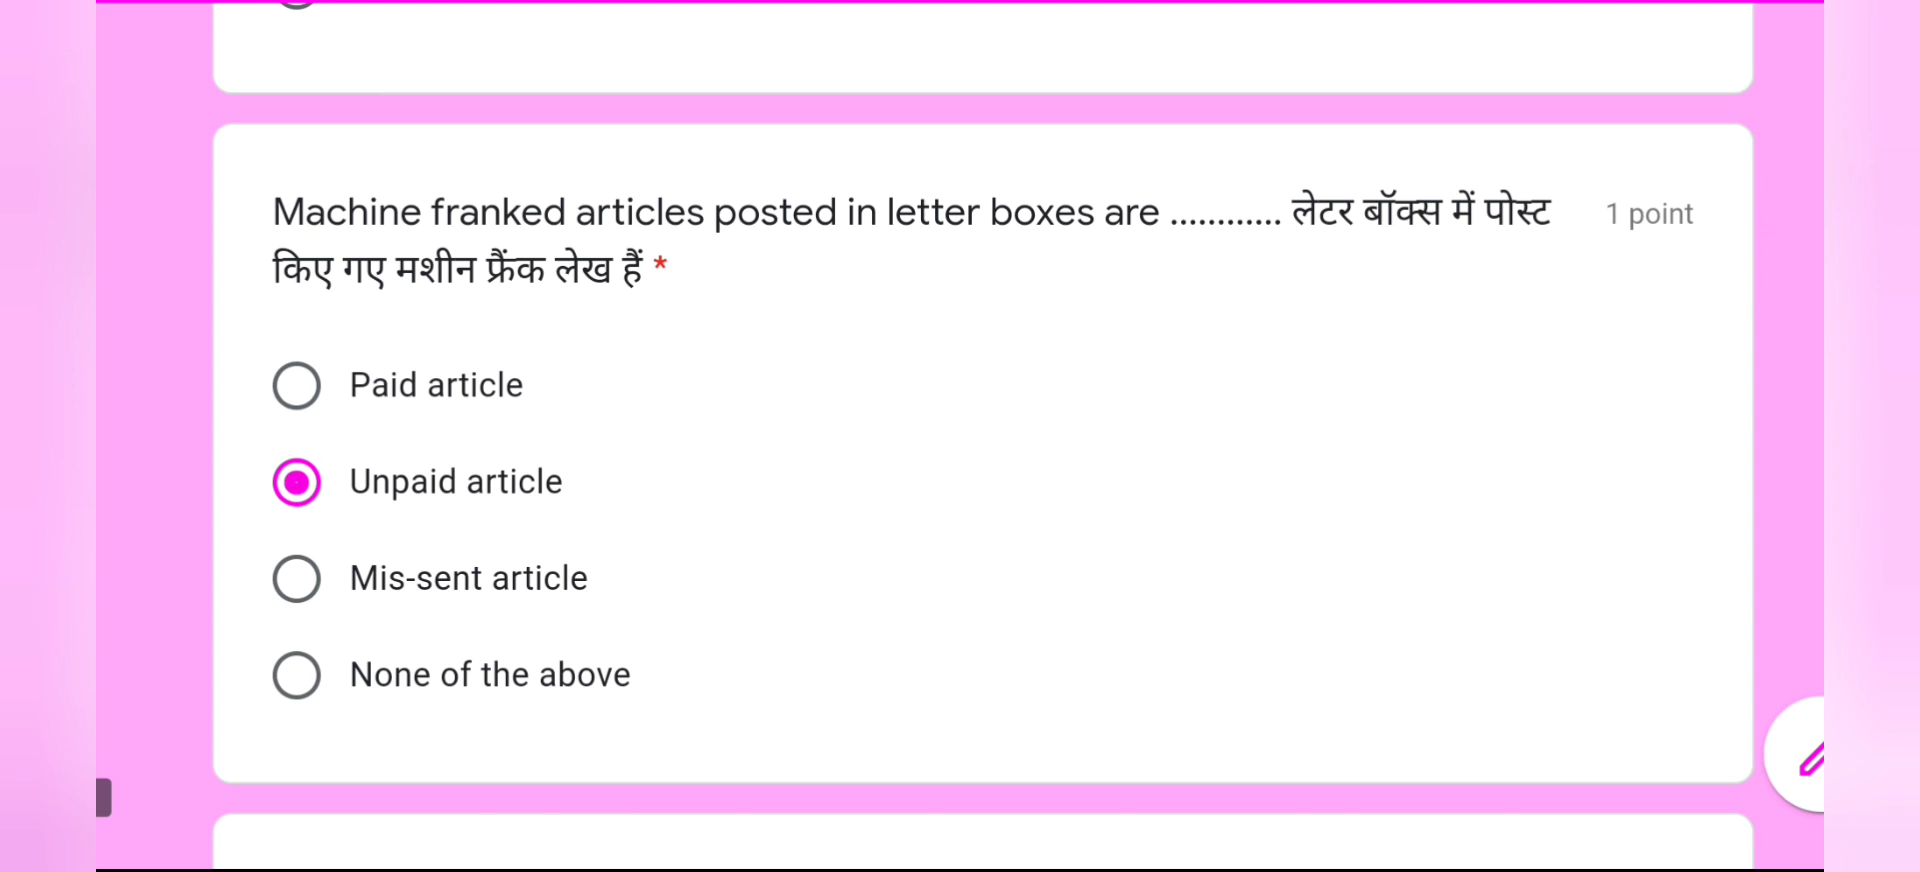 Machine franked articles posted in letter boxes are ............ लेटर बॉक्स में पोस्ट
किए गए मशीन फ्रैंक लेख हैं *
1 point
Paid article
Unpaid article
Mis-sent article
None of the above